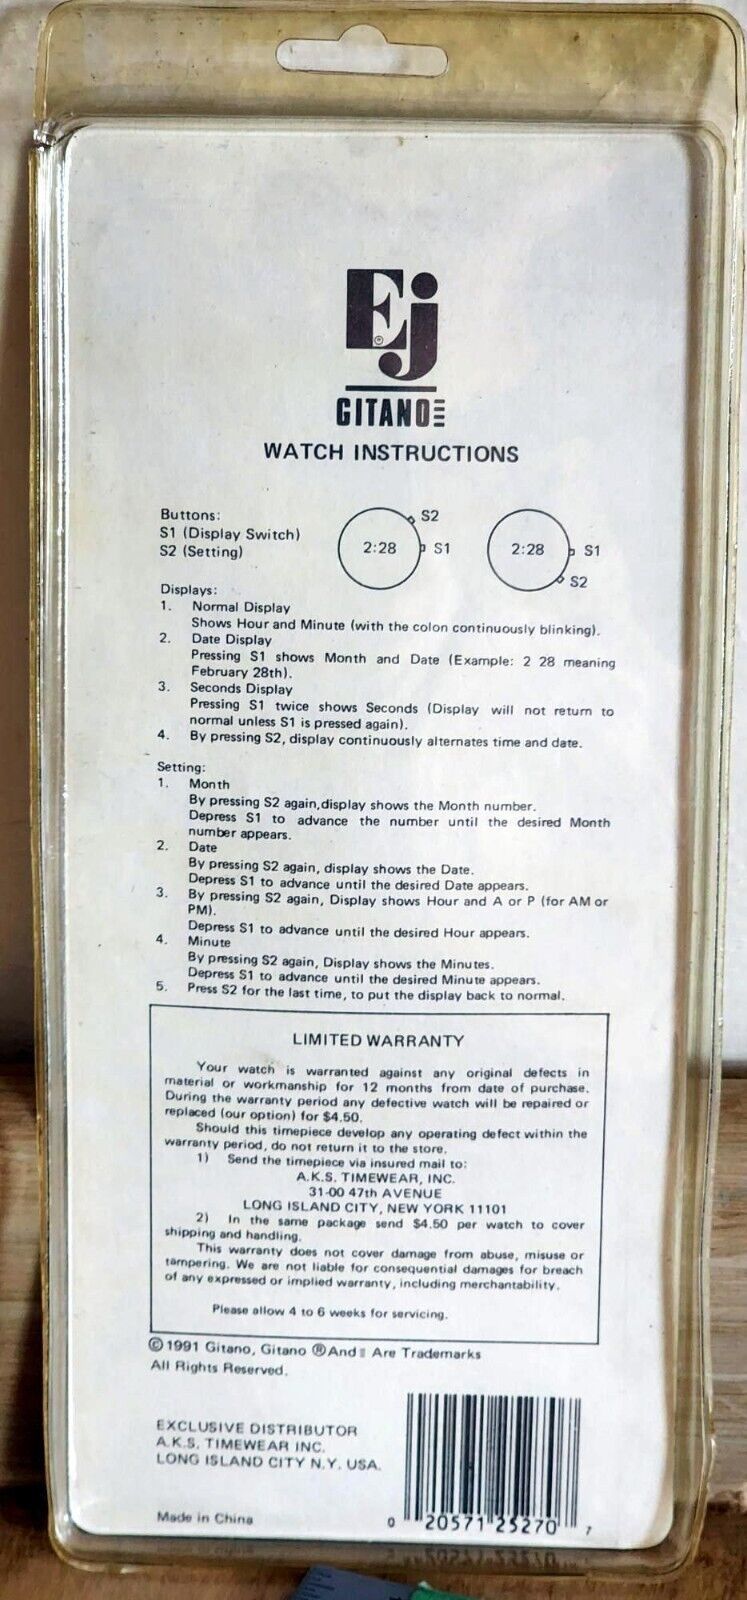 Ej
®
GITANO
WATCH INSTRUCTIONS
Buttons:
S1 (Display Switch)
S2 (Setting)
2:28
S2
S1
2:28
S1
S2
Displays:
1. Normal Display
Shows Hour and Minute (with the colon continuously blinking).
2. Date Display
Pressing S1 shows Month and Date (Example: 2 28 meaning
February 28th).
3. Seconds Display
Pressing S1 twice shows Seconds (Display will not return to
normal unless S1 is pressed again).
4. By pressing S2, display continuously alternates time and date.
Setting:
1. Month
By pressing S2 again,display shows the Month number.
Depress S1 to advance the number until the desired Month
number appears.
2. Date
By pressing S2 again, display shows the Date.
Depress S1 to advance until the desired Date appears.
3. By pressing S2 again, Display shows Hour and A or P (for AM or
PM).
Depress S1 to advance until the desired Hour appears.
4. Minute
By pressing S2 again, Display shows the Minutes.
Depress S1 to advance until the desired Minute appears.
5. Press S2 for the last time, to put the display back to normal.
LIMITED WARRANTY
Your watch is warranted against any original defects in
material or workmanship for 12 months from date of purchase.
During the warranty period any defective watch will be repaired or
replaced (our option) for $4.50.
Should this timepiece develop any operating defect within the
warranty period, do not return it to the store.
1) Send the timepiece via insured mail to:
A.K.S. TIMEWEAR, INC.
31-00 47th AVENUE
LONG ISLAND CITY, NEW YORK 11101
2) In the same package send $4.50 per watch to cover
shipping and handling.
This warranty does not cover damage from abuse, misuse or
tampering. We are not liable for consequential damages for breach
of any expressed or implied warranty, including merchantability.
Please allow 4 to 6 weeks for servicing.
© 1991 Gitano, Gitano ® And Are Trademarks
All Rights Reserved.
EXCLUSIVE DISTRIBUTOR
A.K.S. TIMEWEAR INC.
LONG ISLAND CITY N.Y. USA.
Made in China
0 20571 25270 7